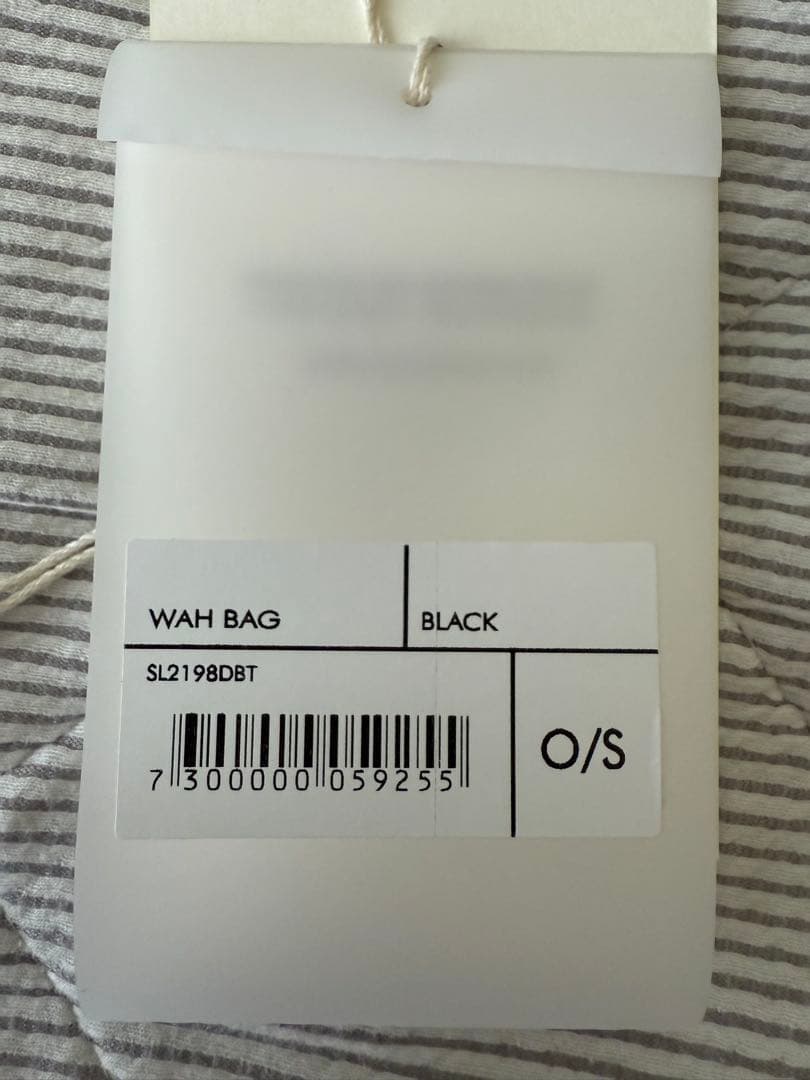 WAH BAG
BLACK
SL2198DBT
7 300000 059255
O/S